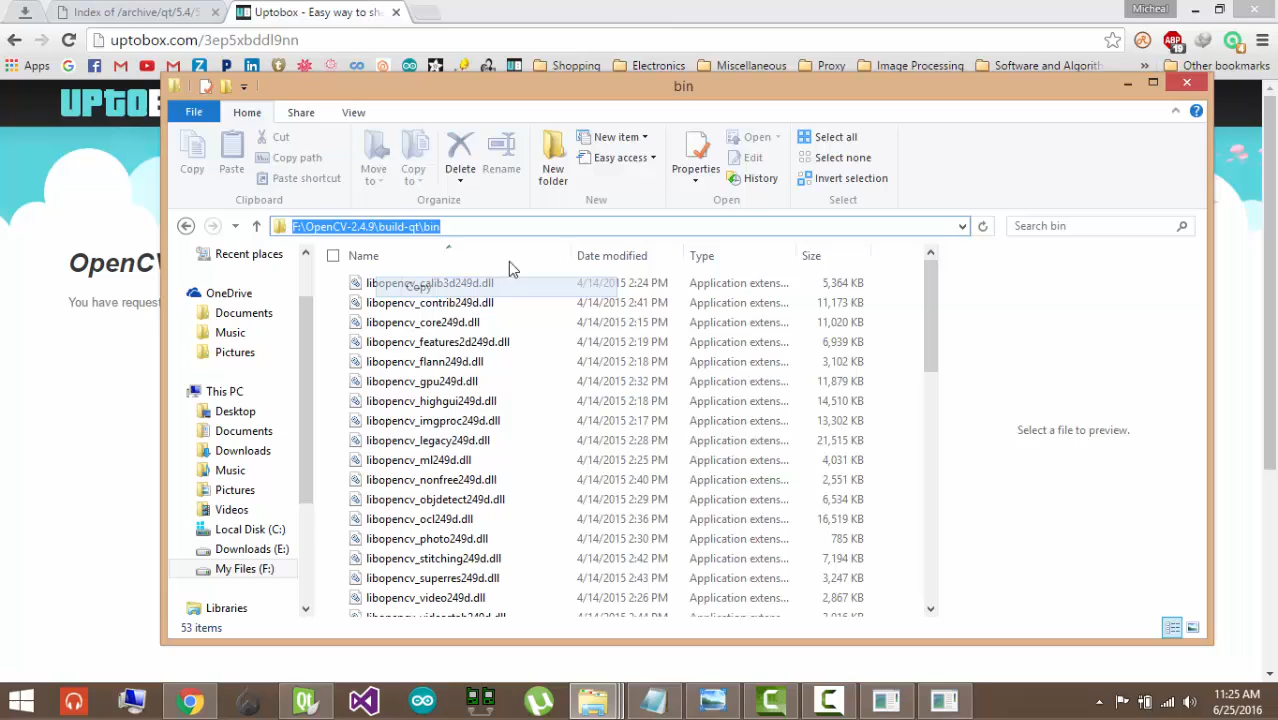 Index of /archive/qt/5.4/5
Uptobox - Easy way to sh
Micheal
uptobox.com/3ep5xbddl9nn
Apps
Shopping
Electronics
Miscellaneous
Proxy
Image Processing
Software and Algorith
Other bookmarks
bin
File
Home
Share
View
Copy
Paste
Cut
Copy path
Paste shortcut
Clipboard
Move to
Copy to
Delete
Rename
Organize
New folder
New item
Easy access
New
Properties
Open
Edit
History
Open
Select all
Select none
Invert selection
Select
F:\OpenCV-2.4.9\build-qt\bin
Search bin
OpenCV
You have request
Recent places
OneDrive
Documents
Music
Pictures
This PC
Desktop
Documents
Downloads
Music
Pictures
Videos
Local Disk (C:)
Downloads (E:)
My Files (F:)
Libraries
Name Date modified Type Size
libopencv_calib3d249d.dll 4/14/2015 2:24 PM Application extens... 5,364 KB
Copy
libopencv_contrib249d.dll 4/14/2015 2:41 PM Application extens... 11,173 KB
libopencv_core249d.dll 4/14/2015 2:15 PM Application extens... 11,020 KB
libopencv_features2d249d.dll 4/14/2015 2:19 PM Application extens... 6,939 KB
libopencv_flann249d.dll 4/14/2015 2:18 PM Application extens... 3,102 KB
libopencv_gpu249d.dll 4/14/2015 2:32 PM Application extens... 11,879 KB
libopencv_highgui249d.dll 4/14/2015 2:18 PM Application extens... 14,510 KB
libopencv_imgproc249d.dll 4/14/2015 2:17 PM Application extens... 13,302 KB
libopencv_legacy249d.dll 4/14/2015 2:28 PM Application extens... 21,515 KB
libopencv_ml249d.dll 4/14/2015 2:25 PM Application extens... 4,031 KB
libopencv_nonfree249d.dll 4/14/2015 2:40 PM Application extens... 2,551 KB
libopencv_objdetect249d.dll 4/14/2015 2:29 PM Application extens... 6,534 KB
libopencv_ocl249d.dll 4/14/2015 2:36 PM Application extens... 16,519 KB
libopencv_photo249d.dll 4/14/2015 2:30 PM Application extens... 785 KB
libopencv_stitching249d.dll 4/14/2015 2:42 PM Application extens... 7,194 KB
libopencv_superres249d.dll 4/14/2015 2:43 PM Application extens... 3,247 KB
libopencv_video249d.dll 4/14/2015 2:26 PM Application extens... 2,867 KB
Select a file to preview.
53 items
11:25 AM
6/25/2016